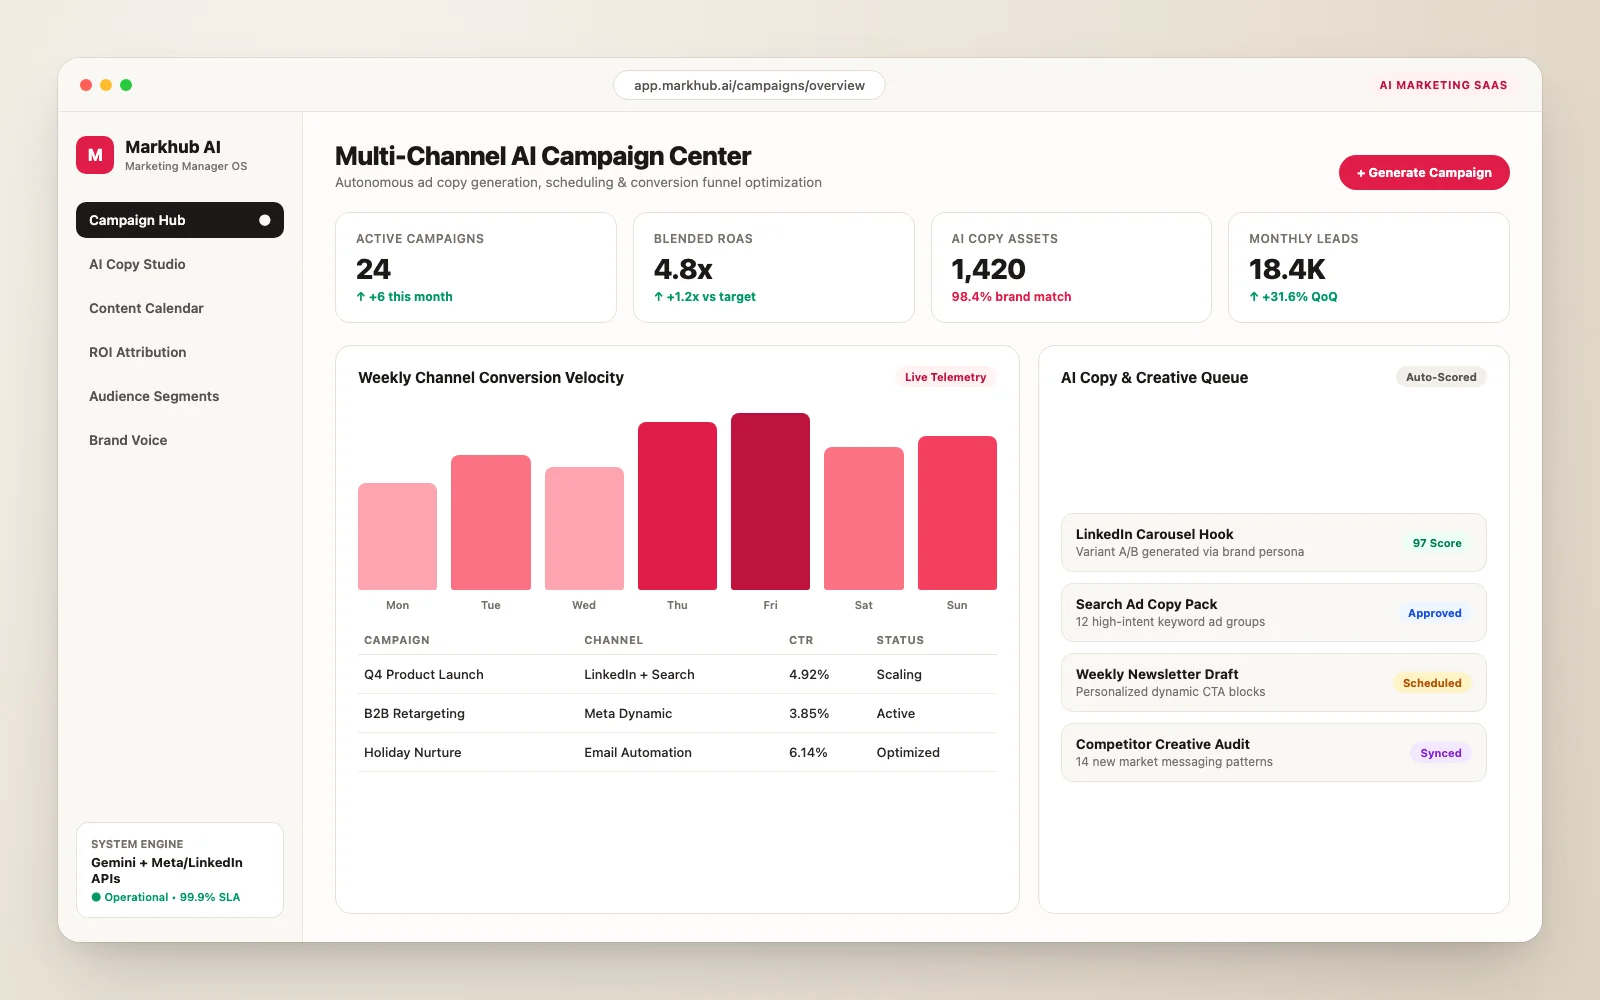 app.markhub.ai/campaigns/overview
AI MARKETING SAAS
M
Markhub AI
Marketing Manager OS
Campaign Hub
AI Copy Studio
Content Calendar
ROI Attribution
Audience Segments
Brand Voice
SYSTEM ENGINE
Gemini + Meta/LinkedIn
APIs
Operational • 99.9% SLA
Multi-Channel AI Campaign Center
Autonomous ad copy generation, scheduling & conversion funnel optimization
+ Generate Campaign
ACTIVE CAMPAIGNS
24
↑ +6 this month
BLENDED ROAS
4.8x
↑ +1.2x vs target
AI COPY ASSETS
1,420
98.4% brand match
MONTHLY LEADS
18.4K
↑ +31.6% QoQ
Weekly Channel Conversion Velocity
Live Telemetry
Mon Tue Wed Thu Fri Sat Sun
CAMPAIGN CHANNEL CTR STATUS
Q4 Product Launch LinkedIn + Search 4.92% Scaling
B2B Retargeting Meta Dynamic 3.85% Active
Holiday Nurture Email Automation 6.14% Optimized
AI Copy & Creative Queue
Auto-Scored
LinkedIn Carousel Hook
Variant A/B generated via brand persona
97 Score
Search Ad Copy Pack
12 high-intent keyword ad groups
Approved
Weekly Newsletter Draft
Personalized dynamic CTA blocks
Scheduled
Competitor Creative Audit
14 new market messaging patterns
Synced